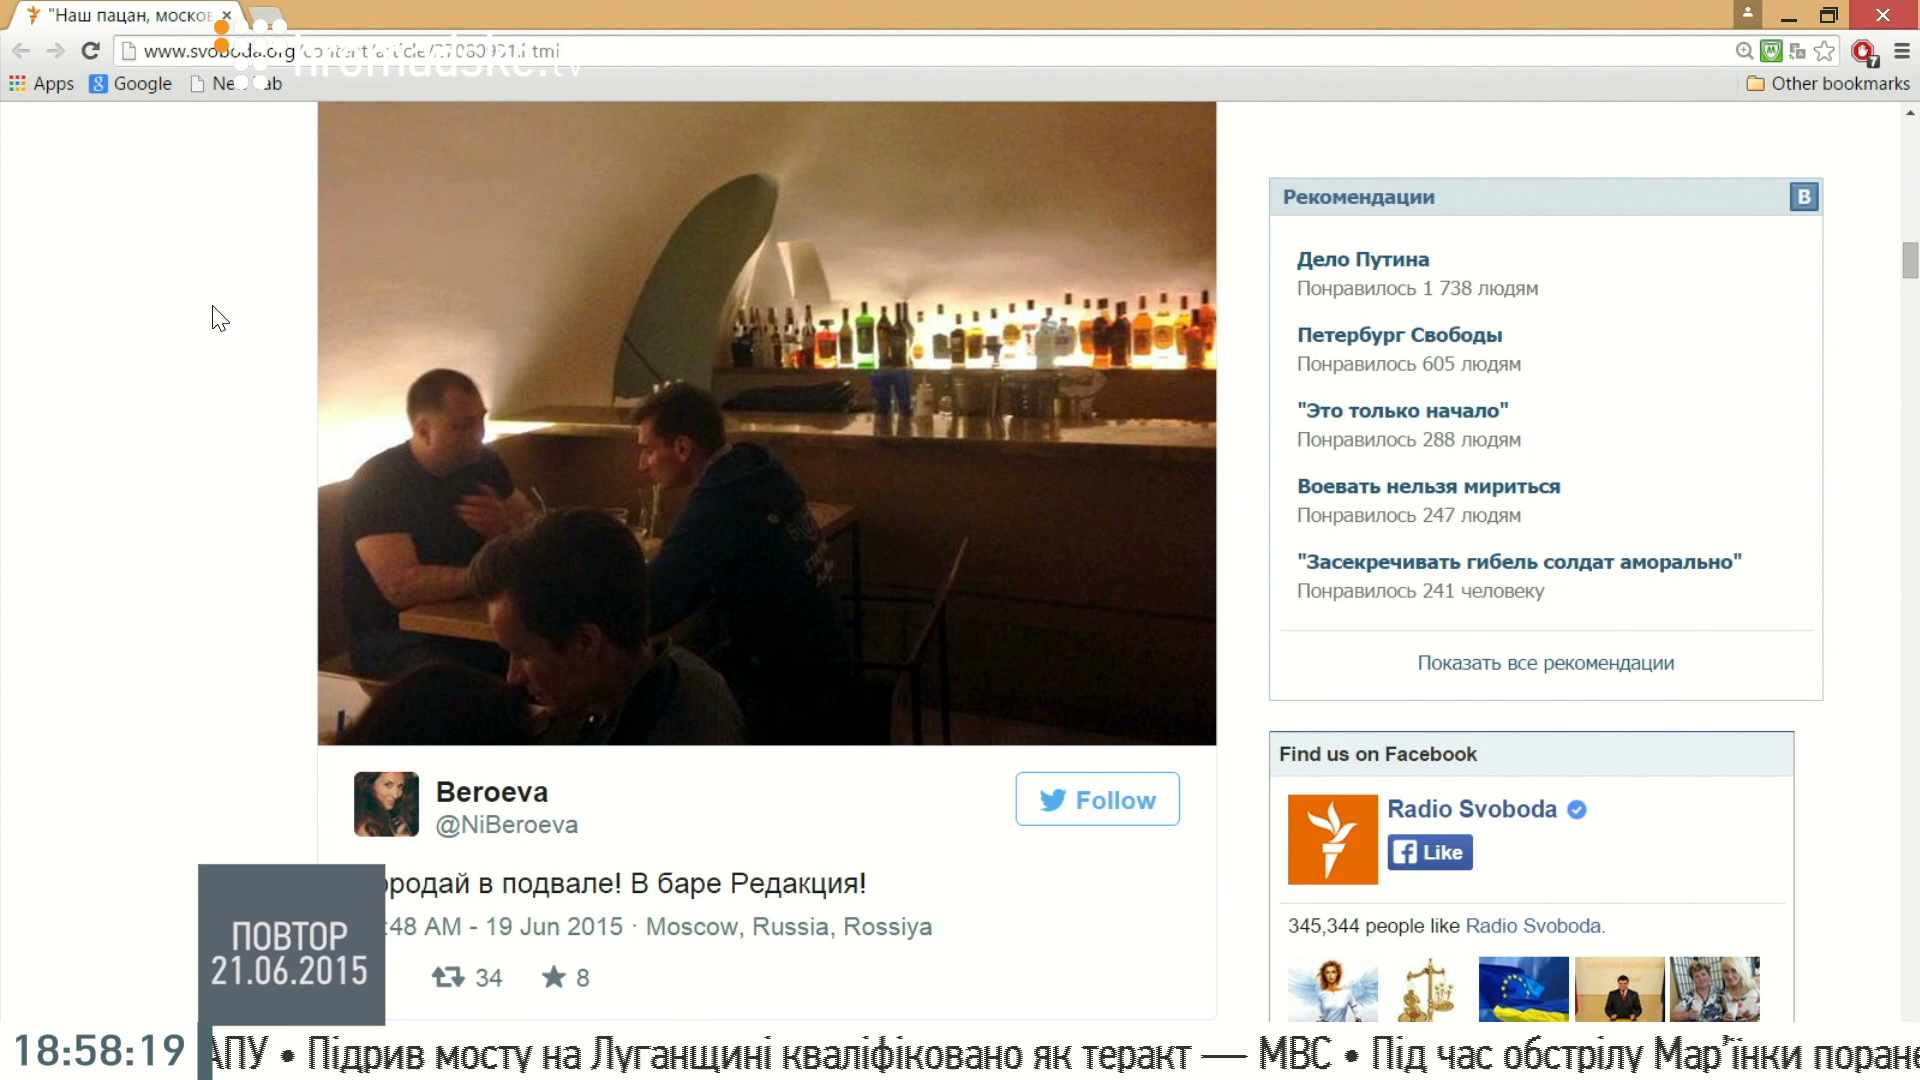 "Наш пацан, москов
www.svoboda.org
hromadske.tv
Apps
Google
Other bookmarks
Рекомендации
B
Дело Путина
Понравилось 1 738 людям
Петербург Свободы
Понравилось 605 людям
"Это только начало"
Понравилось 288 людям
Воевать нельзя мириться
Понравилось 247 людям
"Засекречивать гибель солдат аморально"
Понравилось 241 человеку
Показать все рекомендации
Beroeva
@NiBeroeva
Follow
ородай в подвале! В баре Редакция!
:48 AM - 19 Jun 2015 · Moscow, Russia, Rossiya
34
8
Find us on Facebook
Radio Svoboda
Like
345,344 people like Radio Svoboda.
ПОВТОР
21.06.2015
18:58:19
АПУ • Підрив мосту на Луганщині кваліфіковано як теракт — МВС • Під час обстрілу Мар'їнки поране